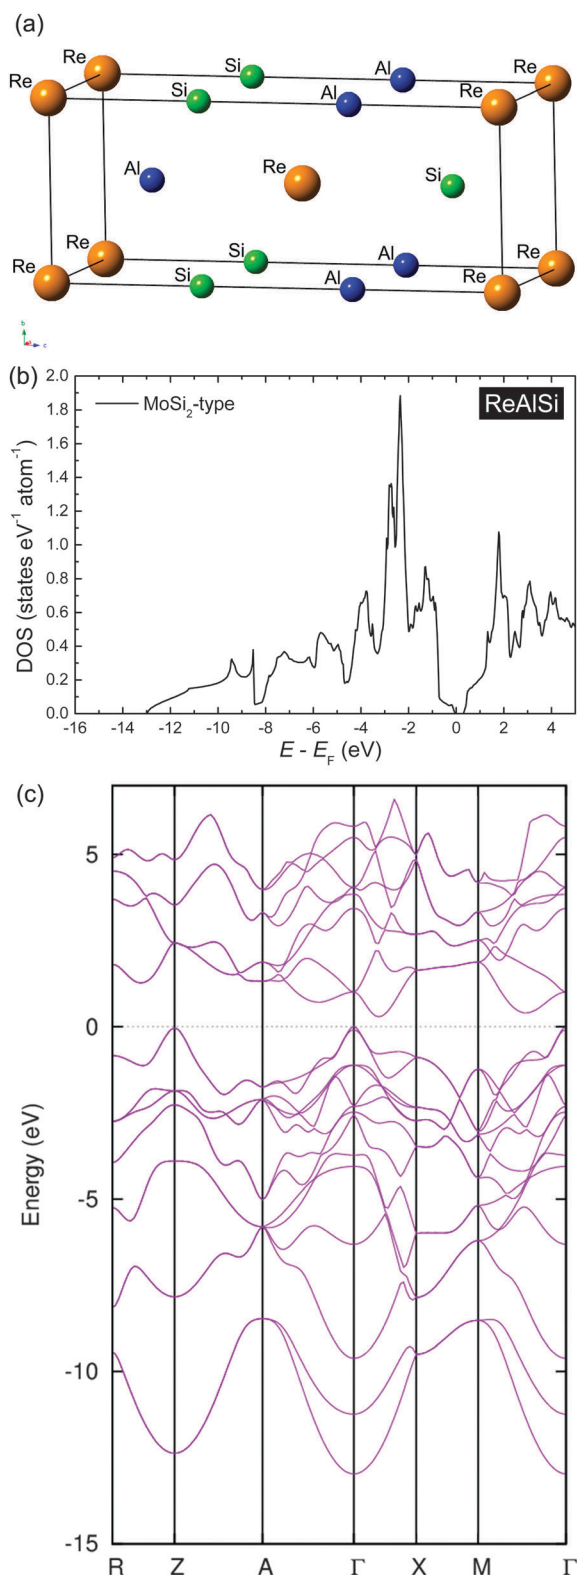 (a)
Re Si Al Re
Re Si Al Re
Al Re Si
Re Si Al Re
Re Si Al Re
b
a c
(b)
2.0
1.8
1.6
1.4
1.2
1.0
0.8
0.6
0.4
0.2
0.0
DOS (states eV⁻¹ atom⁻¹)
MoSi₂-type
ReAlSi
-16 -14 -12 -10 -8 -6 -4 -2 0 2 4
E - E_F (eV)
(c)
5
0
-5
-10
-15
Energy (eV)
R Z A Γ X M Γ